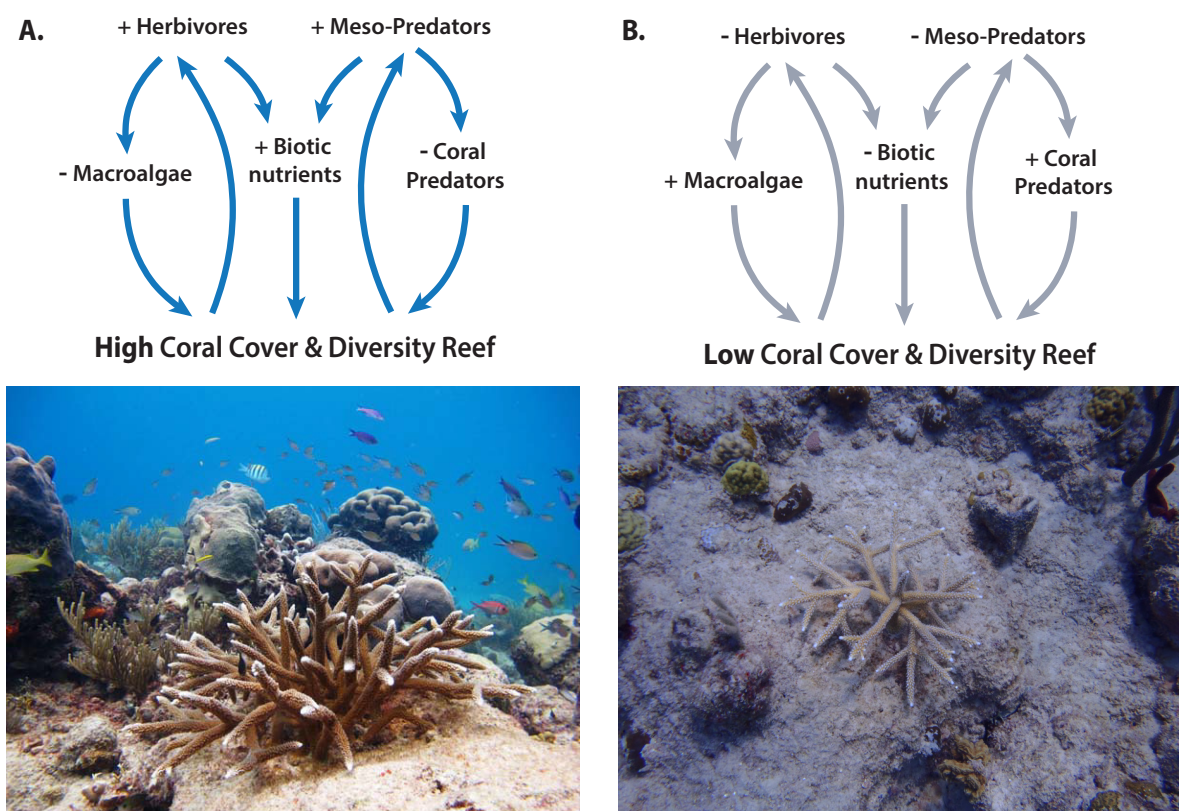 A.
+ Herbivores
+ Meso-Predators
- Macroalgae
+ Biotic
nutrients
- Coral
Predators
High Coral Cover & Diversity Reef
B.
- Herbivores
- Meso-Predators
+ Macroalgae
- Biotic
nutrients
+ Coral
Predators
Low Coral Cover & Diversity Reef